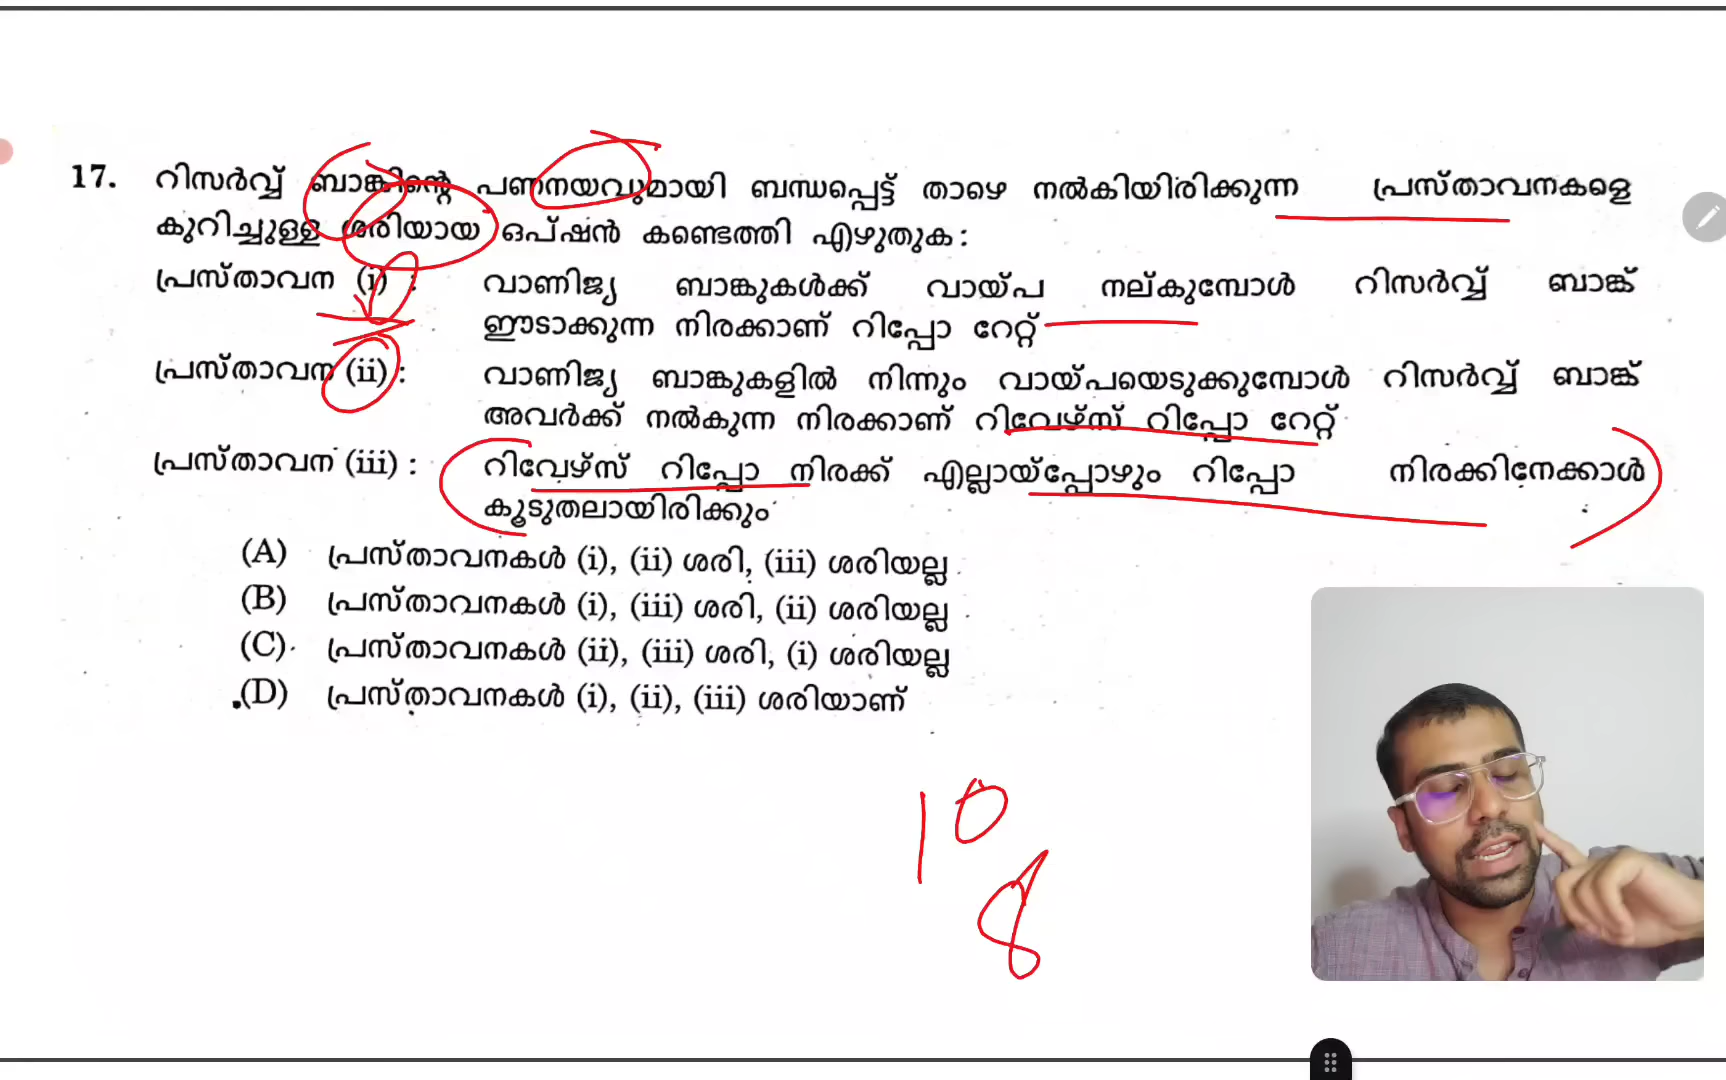 17. റിസർവ്വ് ബാങ്കിന്റെ പണനയവുമായി ബന്ധപ്പെട്ട് താഴെ നൽകിയിരിക്കുന്ന പ്രസ്താവനകളെ
കുറിച്ചുള്ള ശരിയായ ഒപ്ഷൻ കണ്ടെത്തി എഴുതുക :
പ്രസ്താവന (i) : വാണിജ്യ ബാങ്കുകൾക്ക് വായ്പ നല്കുമ്പോൾ റിസർവ്വ് ബാങ്ക്
ഈടാക്കുന്ന നിരക്കാണ് റിപ്പോ റേറ്റ്
പ്രസ്താവന (ii) : വാണിജ്യ ബാങ്കുകളിൽ നിന്നും വായ്പയെടുക്കുമ്പോൾ റിസർവ്വ് ബാങ്ക്
അവർക്ക് നൽകുന്ന നിരക്കാണ് റിവേഴ്സ് റിപ്പോ റേറ്റ്
പ്രസ്താവന (iii) : റിവേഴ്സ് റിപ്പോ നിരക്ക് എല്ലായ്പ്പോഴും റിപ്പോ നിരക്കിനേക്കാൾ
കൂടുതലായിരിക്കും
(A) പ്രസ്താവനകൾ (i), (ii) ശരി, (iii) ശരിയല്ല
(B) പ്രസ്താവനകൾ (i), (iii) ശരി, (ii) ശരിയല്ല
(C) പ്രസ്താവനകൾ (ii), (iii) ശരി, (i) ശരിയല്ല
(D) പ്രസ്താവനകൾ (i), (ii), (iii) ശരിയാണ്
10
8